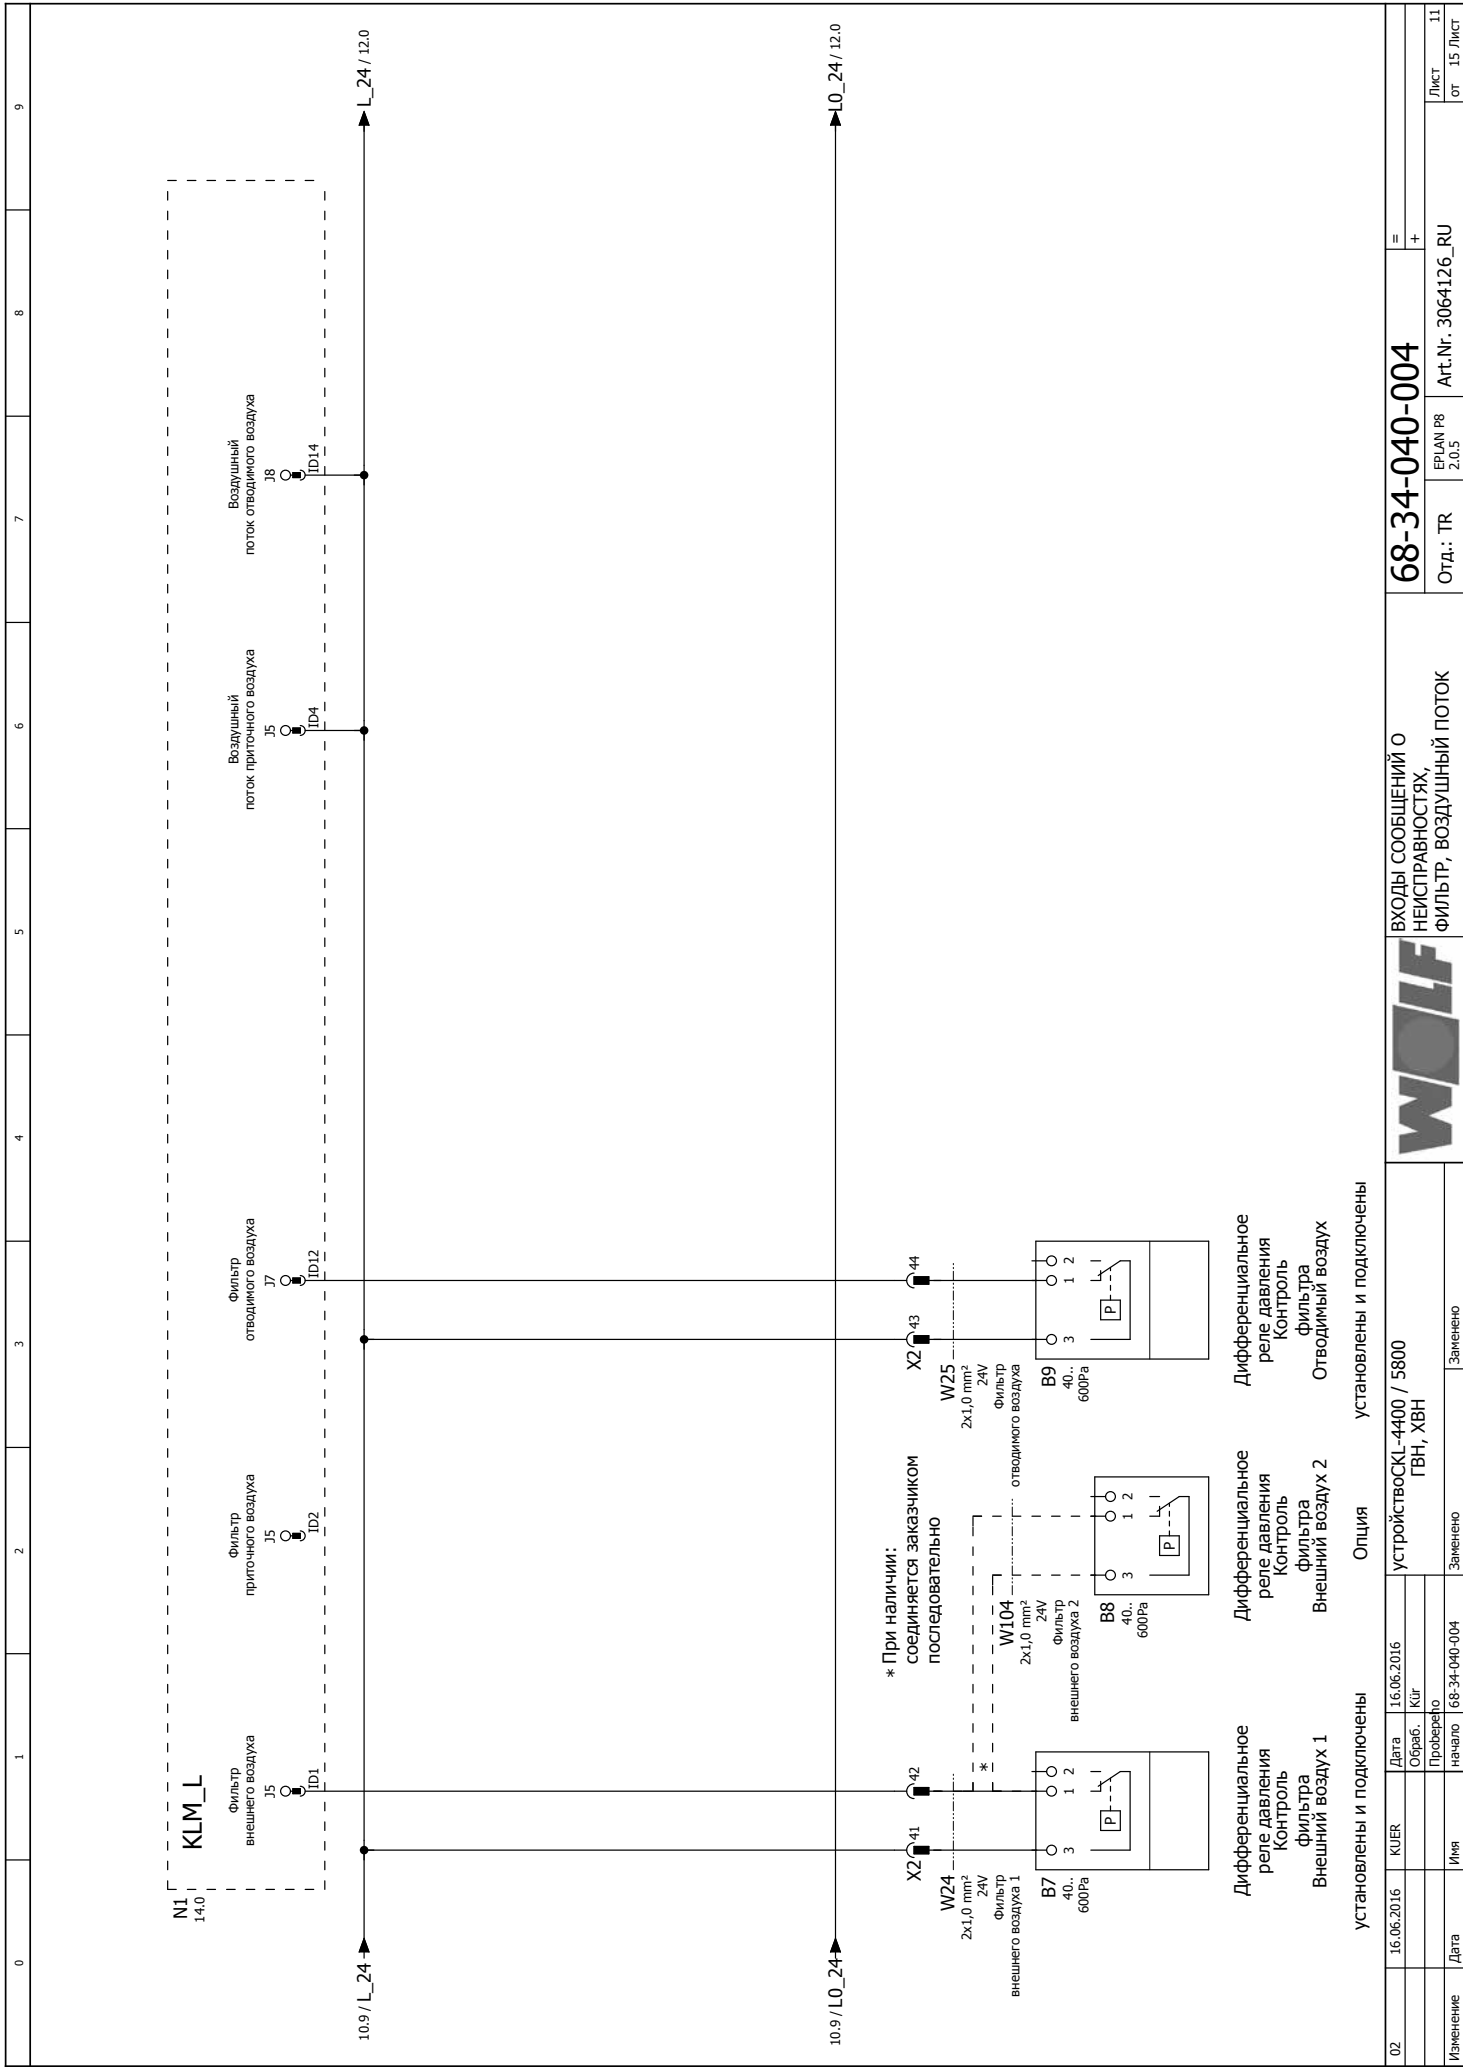 0
1
2
3
4
5
6
7
8
9
N1
14.0
KLM_L
Фильтр
внешнего воздуха
J5
ID1
Фильтр
приточного воздуха
J5
ID2
Фильтр
отводимого воздуха
J7
ID12
Воздушный
поток приточного воздуха
J5
ID4
Воздушный
поток отводимого воздуха
J8
ID14
10.9 / L_24
L_24 / 12.0
10.9 / L0_24
L0_24 / 12.0
* При наличии:
соединяется заказчиком
последовательно
X2
41
42
W24
2x1,0 mm²
24V
Фильтр
внешнего воздуха 1
*
B7
40..
600Pa
3
1
2
P
W104
2x1,0 mm²
24V
Фильтр
внешнего воздуха 2
B8
40..
600Pa
3
1
2
P
X2
43
44
W25
2x1,0 mm²
24V
Фильтр
отводимого воздуха
B9
40..
600Pa
3
1
2
P
Дифференциальное
реле давления
Контроль
фильтра
Внешний воздух 1
установлены и подключены
Дифференциальное
реле давления
Контроль
фильтра
Внешний воздух 2
Опция
Дифференциальное
реле давления
Контроль
фильтра
Отводимый воздух
установлены и подключены
02
16.06.2016
KUER
Изменение
Дата
Имя
Дата
16.06.2016
Обраб.
Kür
Проверено
начало
68-34-040-004
устройствоCKL-4400 / 5800
ГВН, ХВН
Заменено
Заменено
WOLF
ВХОДЫ СООБЩЕНИЙ О
НЕИСПРАВНОСТЯХ,
ФИЛЬТР, ВОЗДУШНЫЙ ПОТОК
68-34-040-004
=
+
Отд.: TR
EPLAN P8
2.0.5
Art.Nr. 3064126_RU
Лист
11
от
15 Лист